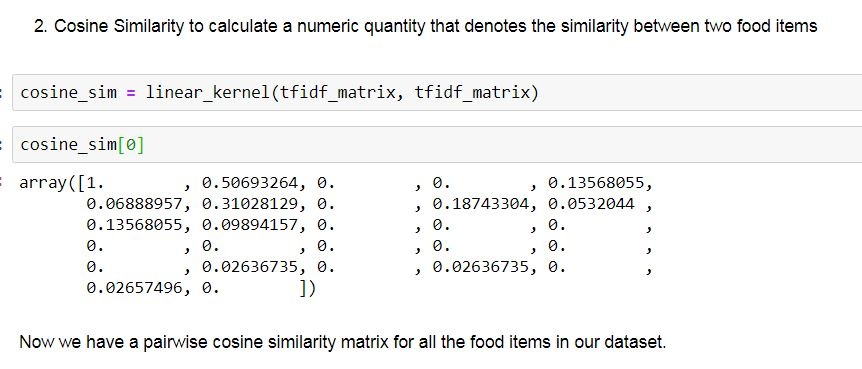 2. Cosine Similarity to calculate a numeric quantity that denotes the similarity between two food items
cosine_sim = linear_kernel(tfidf_matrix, tfidf_matrix)
cosine_sim[0]
array([1.        , 0.50693264, 0.        , 0.        , 0.13568055,
       0.06888957, 0.31028129, 0.        , 0.18743304, 0.0532044 ,
       0.13568055, 0.09894157, 0.        , 0.        , 0.        ,
       0.        , 0.        , 0.        , 0.        , 0.        ,
       0.        , 0.02636735, 0.        , 0.02636735, 0.        ,
       0.02657496, 0.        ])
Now we have a pairwise cosine similarity matrix for all the food items in our dataset.